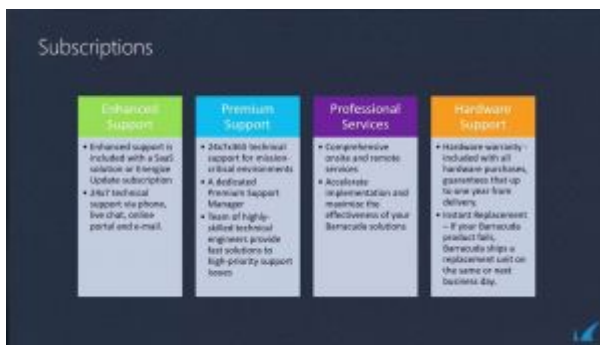 Subscriptions
Enhanced
Support
• Enhanced support is
included with a SaaS
solution or Energize
Update subscription
• 24x7 technical
support via phone,
live chat, online
portal and e-mail.
Premium
Support
• 24x7x365 technical
support for mission-
critical environments
• A dedicated
Premium Support
Manager
• Team of highly-
skilled technical
engineers provide
fast solutions to
high-priority support
issues
Professional
Services
• Comprehensive
onsite and remote
services
• Accelerate
implementation and
maximize the
effectiveness of your
Barracuda solutions
Hardware
Support
• Hardware warranty -
included with all
hardware purchases,
guarantees that up
to one year from
delivery.
• Instant Replacement
– If your Barracuda
product fails,
Barracuda ships a
replacement unit on
the same or next
business day.